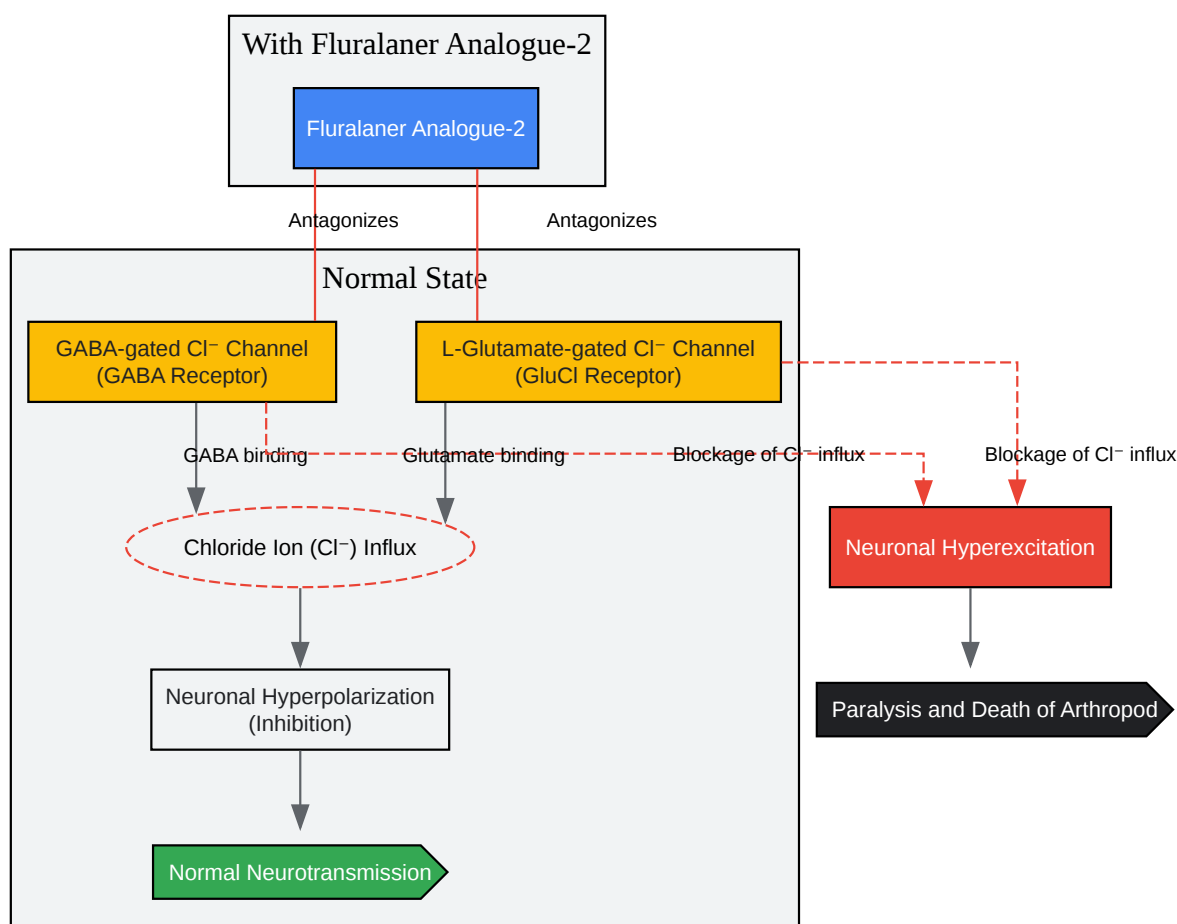 With Fluralaner Analogue-2
Fluralaner Analogue-2
Antagonizes
Antagonizes
Normal State
GABA-gated Cl⁻ Channel
(GABA Receptor)
L-Glutamate-gated Cl⁻ Channel
(GluCl Receptor)
GABA binding
Glutamate binding
Blockage of Cl⁻ influx
Blockage of Cl⁻ influx
Chloride Ion (Cl⁻) Influx
Neuronal Hyperexcitation
Neuronal Hyperpolarization
(Inhibition)
Paralysis and Death of Arthropod
Normal Neurotransmission